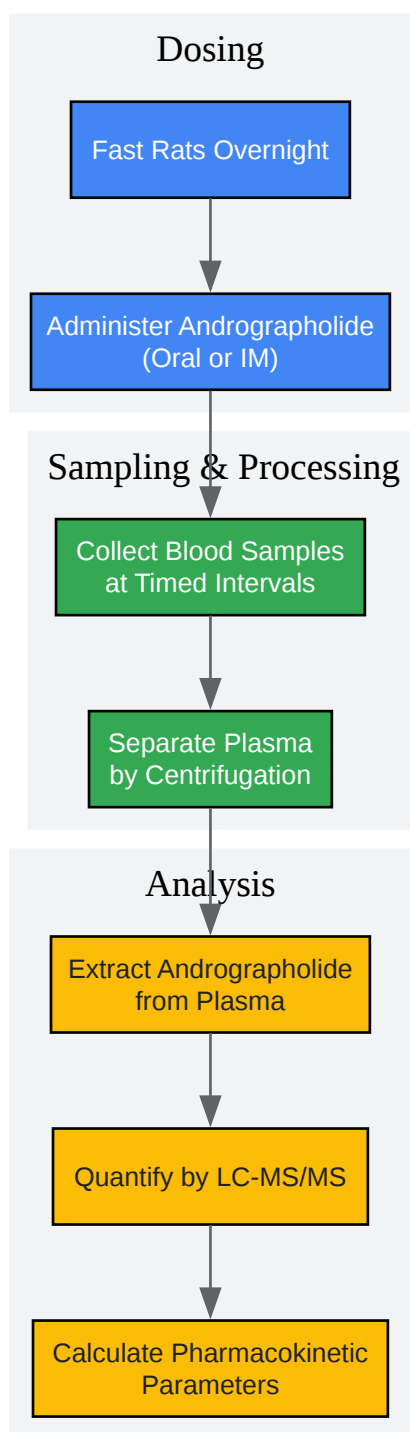 Dosing
Fast Rats Overnight
Administer Andrographolide
(Oral or IM)
Sampling & Processing
Collect Blood Samples
at Timed Intervals
Separate Plasma
by Centrifugation
Analysis
Extract Andrographolide
from Plasma
Quantify by LC-MS/MS
Calculate Pharmacokinetic
Parameters